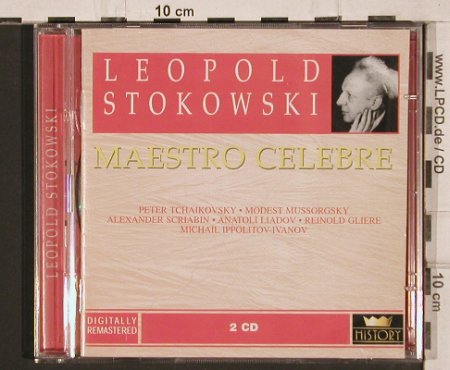 10 cm
LEOPOLD
STOKOWSKI
MAESTRO CELEBRE
PETER TCHAIKOVSKY • MODEST MUSSORGSKY
ALEXANDER SCRIABIN • ANATOLI LIADOV • REINOLD GLIERE
MICHAIL IPPOLITOV-IVANOV
DIGITALLY
REMASTERED
2 CD
HISTORY
LEOPOLD STOKOWSKI
www.LPCD.de / CD
10 cm